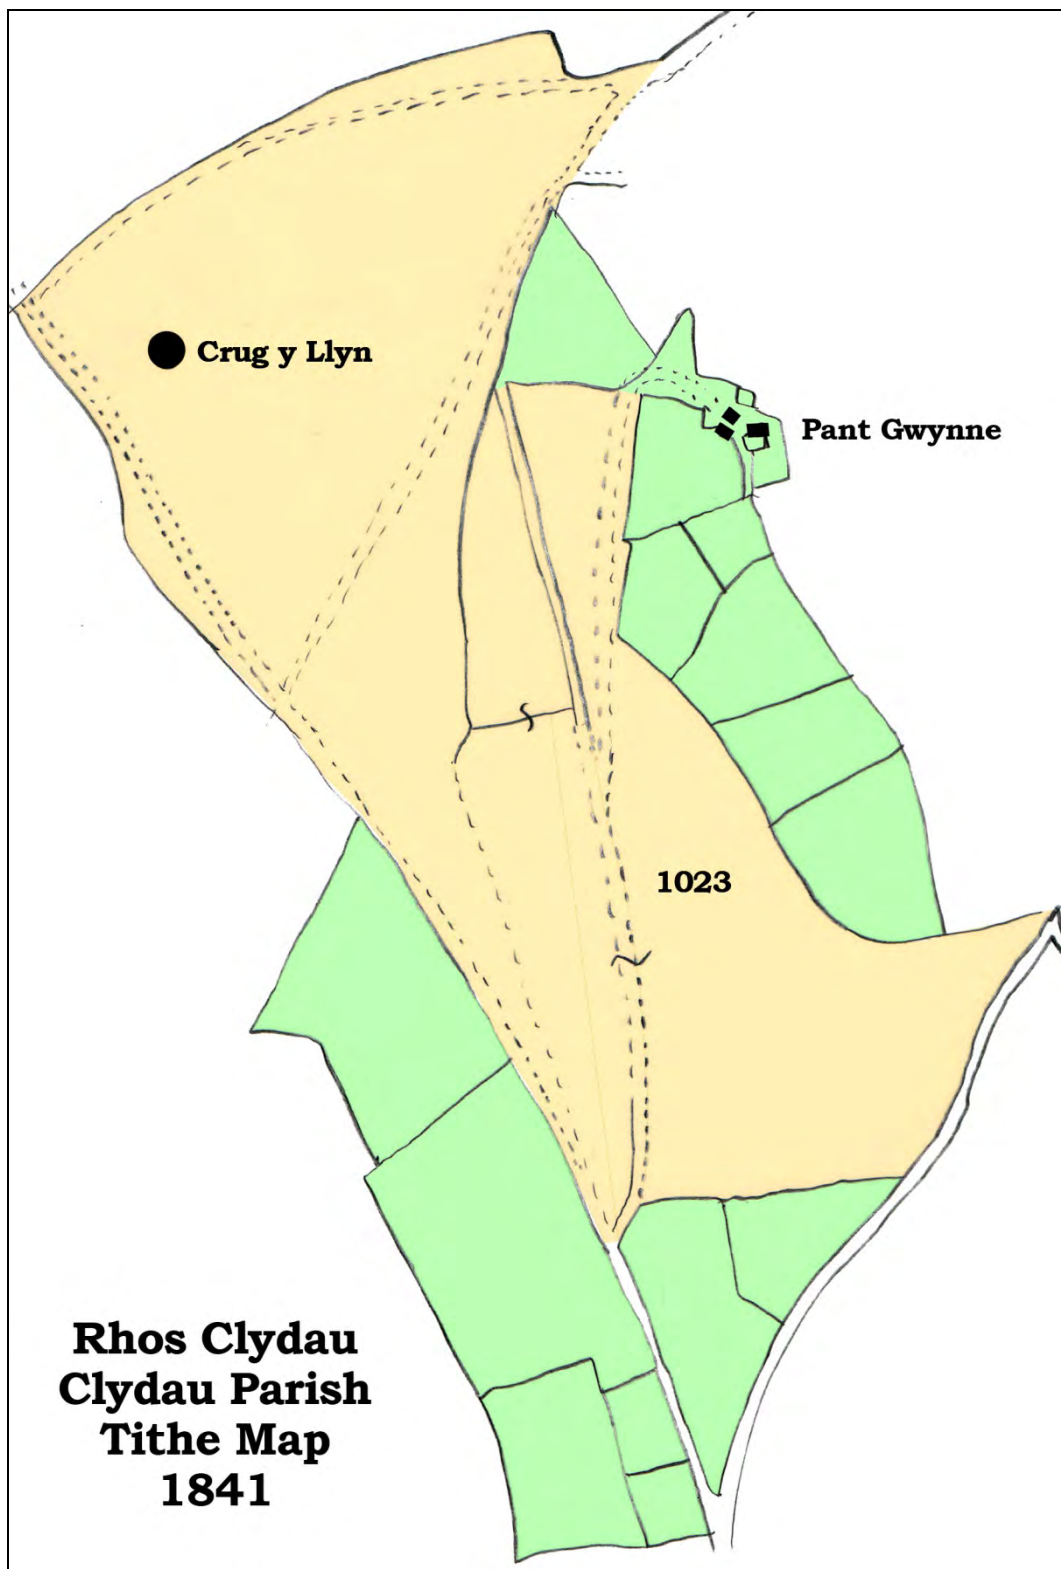 Crug y Llyn
Pant Gwynne
1023
Rhos Clydau
Clydau Parish
Tithe Map
1841